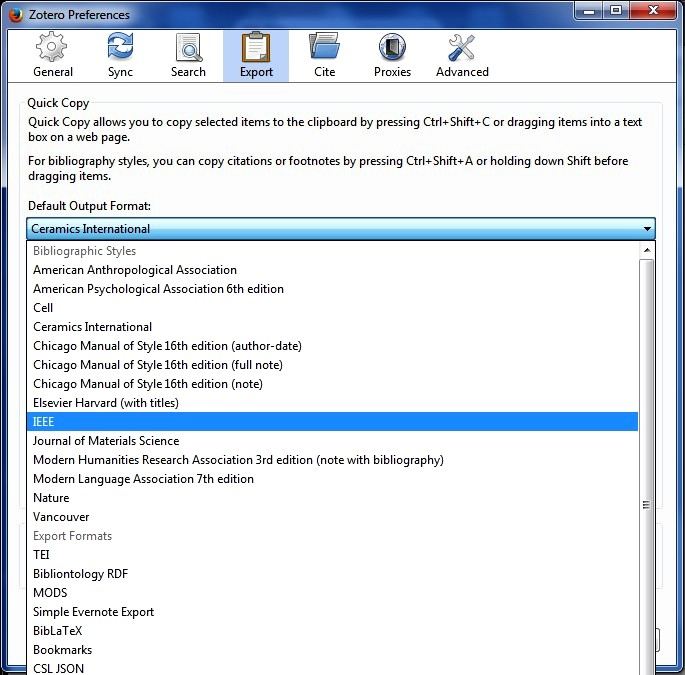 Zotero Preferences
General
Sync
Search
Export
Cite
Proxies
Advanced
Quick Copy
Quick Copy allows you to copy selected items to the clipboard by pressing Ctrl+Shift+C or dragging items into a text
box on a web page.
For bibliography styles, you can copy citations or footnotes by pressing Ctrl+Shift+A or holding down Shift before
dragging items.
Default Output Format:
Ceramics International
Bibliographic Styles
American Anthropological Association
American Psychological Association 6th edition
Cell
Ceramics International
Chicago Manual of Style 16th edition (author-date)
Chicago Manual of Style 16th edition (full note)
Chicago Manual of Style 16th edition (note)
Elsevier Harvard (with titles)
IEEE
Journal of Materials Science
Modern Humanities Research Association 3rd edition (note with bibliography)
Modern Language Association 7th edition
Nature
Vancouver
Export Formats
TEI
Bibliontology RDF
MODS
Simple Evernote Export
BibLaTeX
Bookmarks
CSL JSON